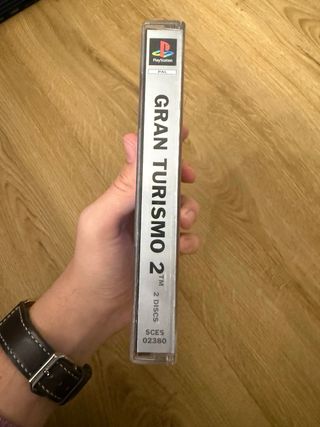 PlayStation
PAL
GRAN TURISMO 2™
2 DISCS
SCES
02380